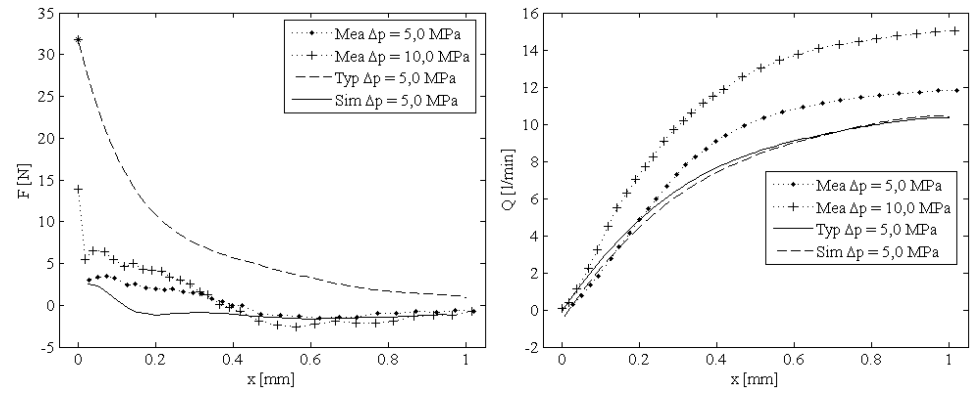 35
30
25
20
15
10
5
0
-5
F [N]
0
0.2
0.4
0.6
0.8
1
x [mm]
Mea Δp = 5,0 MPa
Mea Δp = 10,0 MPa
Typ Δp = 5,0 MPa
Sim Δp = 5,0 MPa
16
14
12
10
8
6
4
2
0
-2
Q [l/min]
0
0.2
0.4
0.6
0.8
1
x [mm]
Mea Δp = 5,0 MPa
Mea Δp = 10,0 MPa
Typ Δp = 5,0 MPa
Sim Δp = 5,0 MPa